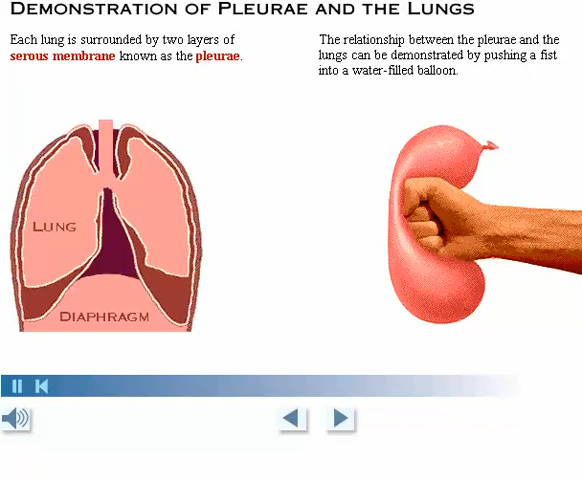 DEMONSTRATION OF PLEURAE AND THE LUNGS
Each lung is surrounded by two layers of
serous membrane known as the pleurae.
The relationship between the pleurae and the
lungs can be demonstrated by pushing a fist
into a water-filled balloon.
LUNG
DIAPHRAGM